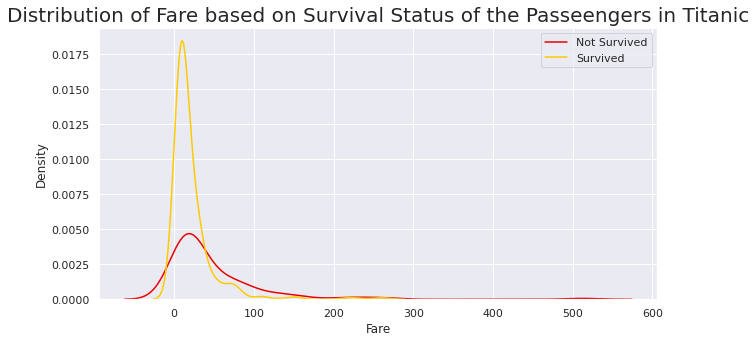 Distribution of Fare based on Survival Status of the Passeengers in Titanic
Not Survived
Survived
0.0175
0.0150
0.0125
0.0100
0.0075
0.0050
0.0025
0.0000
Density
0 100 200 300 400 500 600
Fare